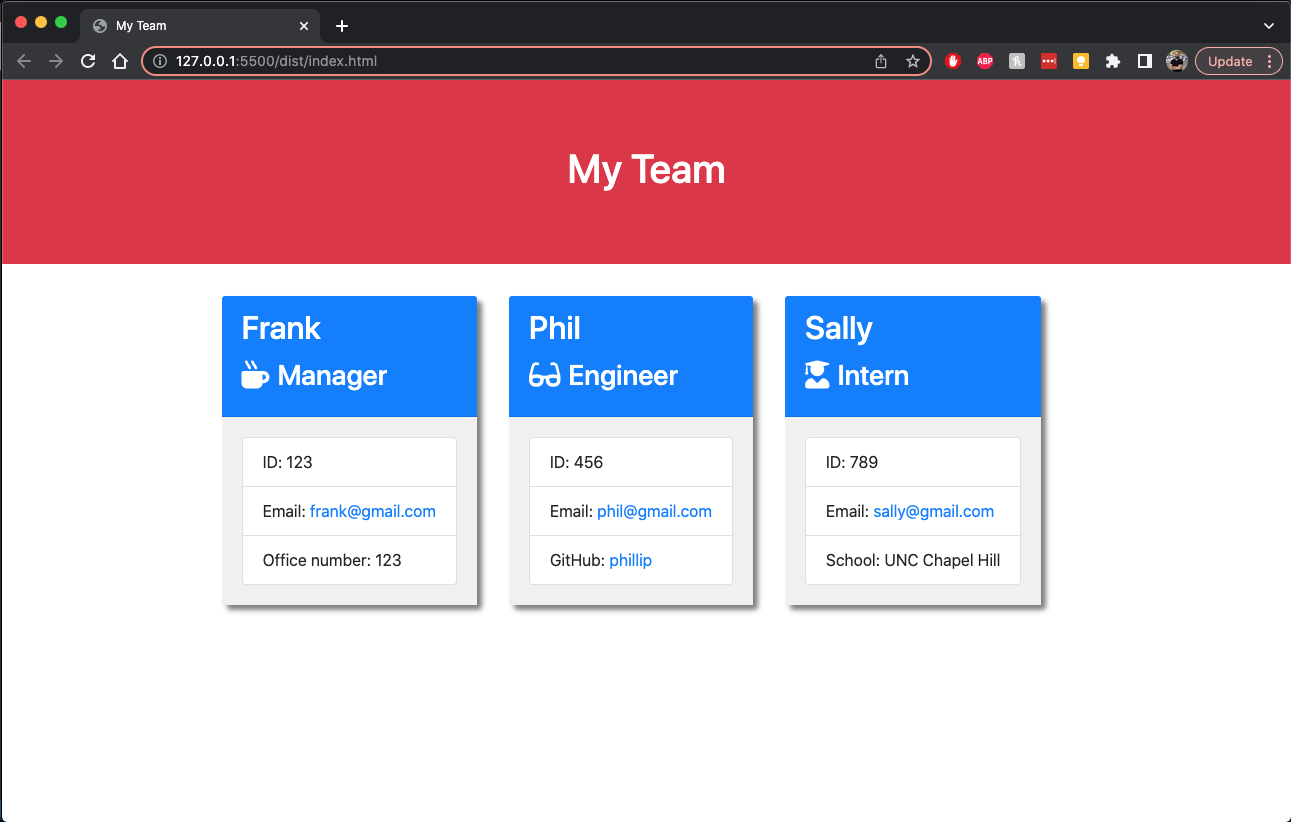 My Team
127.0.0.1:5500/dist/index.html
ABP
Update
My Team
Frank
Manager
ID: 123
Email: frank@gmail.com
Office number: 123
Phil
Engineer
ID: 456
Email: phil@gmail.com
GitHub: phillip
Sally
Intern
ID: 789
Email: sally@gmail.com
School: UNC Chapel Hill